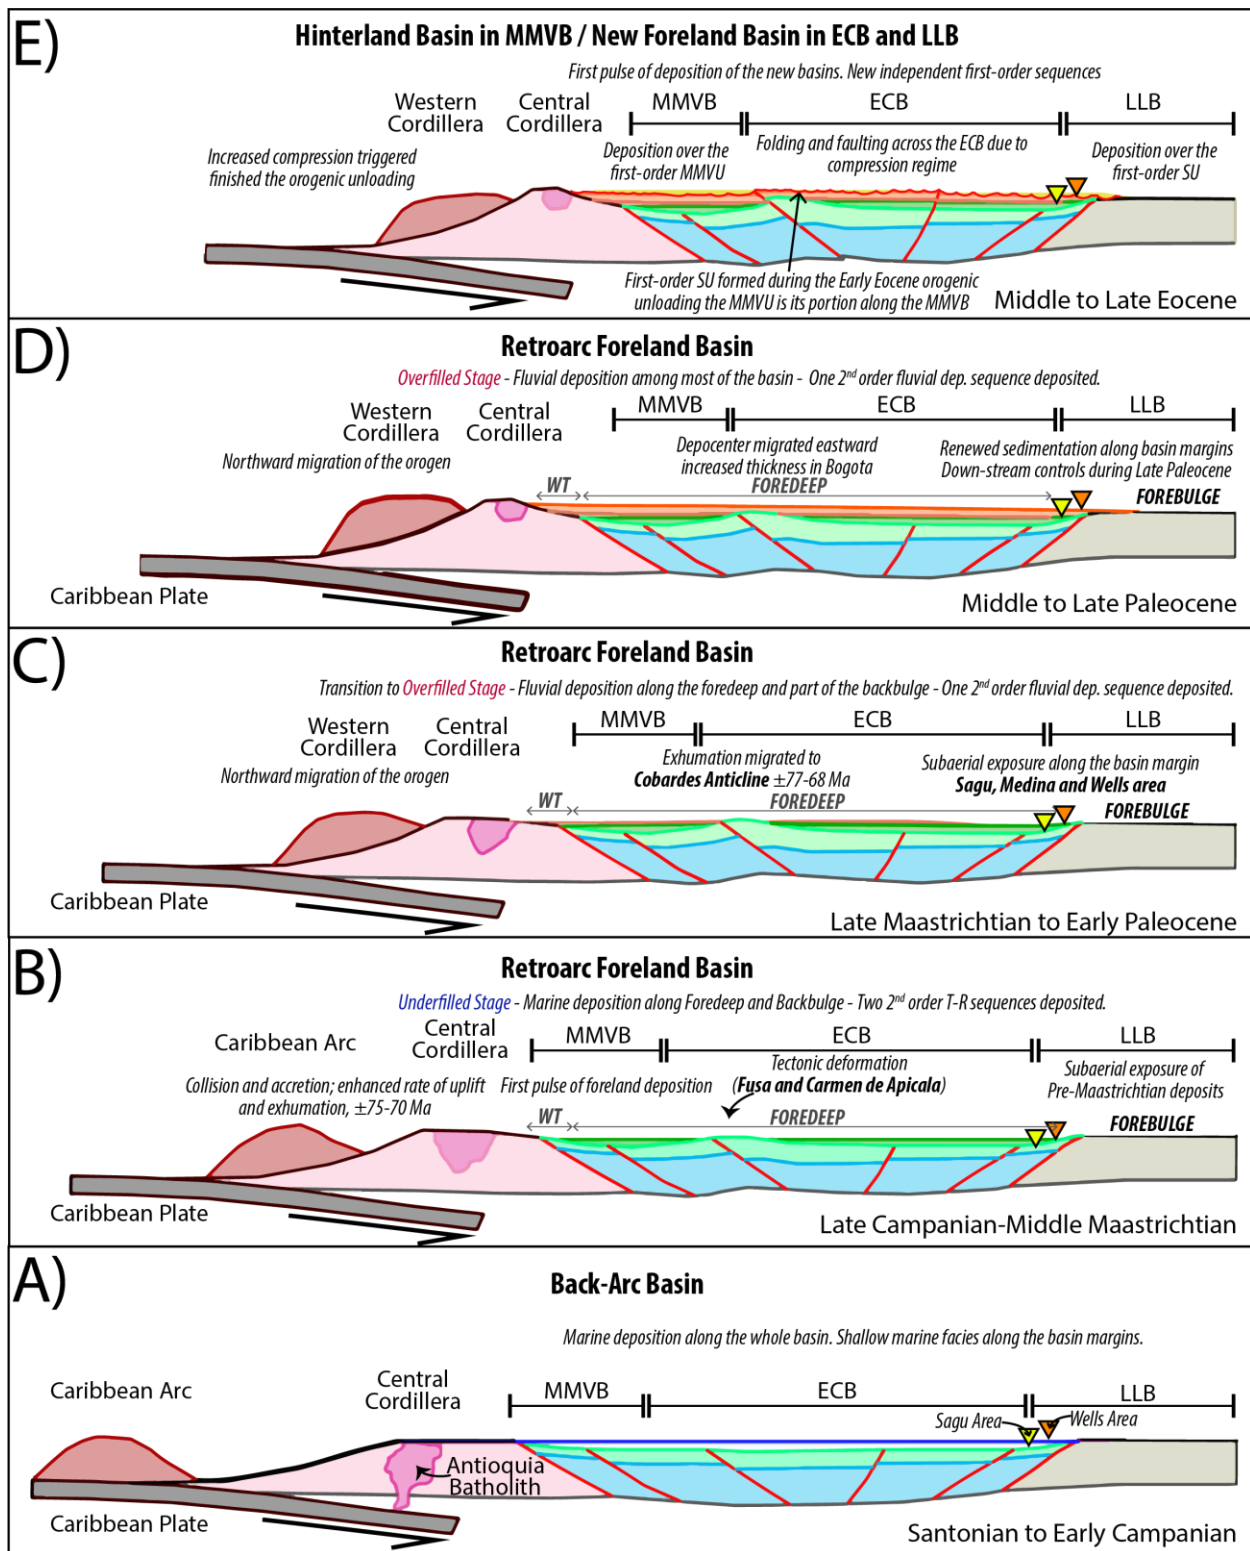 E)
Hinterland Basin in MMVB / New Foreland Basin in ECB and LLB
First pulse of deposition of the new basins. New independent first-order sequences
Western
Cordillera
Central
Cordillera
MMVB
ECB
LLB
Increased compression triggered
finished the orogenic unloading
Deposition over the
first-order MMVU
Folding and faulting across the ECB due to
compression regime
Deposition over the
first-order SU
First-order SU formed during the Early Eocene orogenic
unloading the MMVU is its portion along the MMVB
Middle to Late Eocene
D)
Retroarc Foreland Basin
Overfilled Stage - Fluvial deposition among most of the basin - One 2nd order fluvial dep. sequence deposited.
Western
Cordillera
Central
Cordillera
MMVB
ECB
LLB
Northward migration of the orogen
Depocenter migrated eastward
increased thickness in Bogota
Renewed sedimentation along basin margins
Down-stream controls during Late Paleocene
WT
FOREDEEP
FOREBULGE
Caribbean Plate
Middle to Late Paleocene
C)
Retroarc Foreland Basin
Transition to Overfilled Stage - Fluvial deposition along the foredeep and part of the backbulge - One 2nd order fluvial dep. sequence deposited.
Western
Cordillera
Central
Cordillera
MMVB
ECB
LLB
Northward migration of the orogen
Exhumation migrated to
Cobardes Anticline ±77-68 Ma
Subaerial exposure along the basin margin
Sagu, Medina and Wells area
WT
FOREDEEP
FOREBULGE
Caribbean Plate
Late Maastrichtian to Early Paleocene
B)
Retroarc Foreland Basin
Underfilled Stage - Marine deposition along Foredeep and Backbulge - Two 2nd order T-R sequences deposited.
Caribbean Arc
Central
Cordillera
MMVB
ECB
LLB
Collision and accretion; enhanced rate of uplift
and exhumation, ±75-70 Ma
First pulse of foreland deposition
Tectonic deformation
(Fusa and Carmen de Apicala)
Subaerial exposure of
Pre-Maastrichtian deposits
WT
FOREDEEP
FOREBULGE
Caribbean Plate
Late Campanian-Middle Maastrichtian
A)
Back-Arc Basin
Marine deposition along the whole basin. Shallow marine facies along the basin margins.
Caribbean Arc
Central
Cordillera
MMVB
ECB
LLB
Sagu Area
Wells Area
Antioquia
Batholith
Caribbean Plate
Santonian to Early Campanian